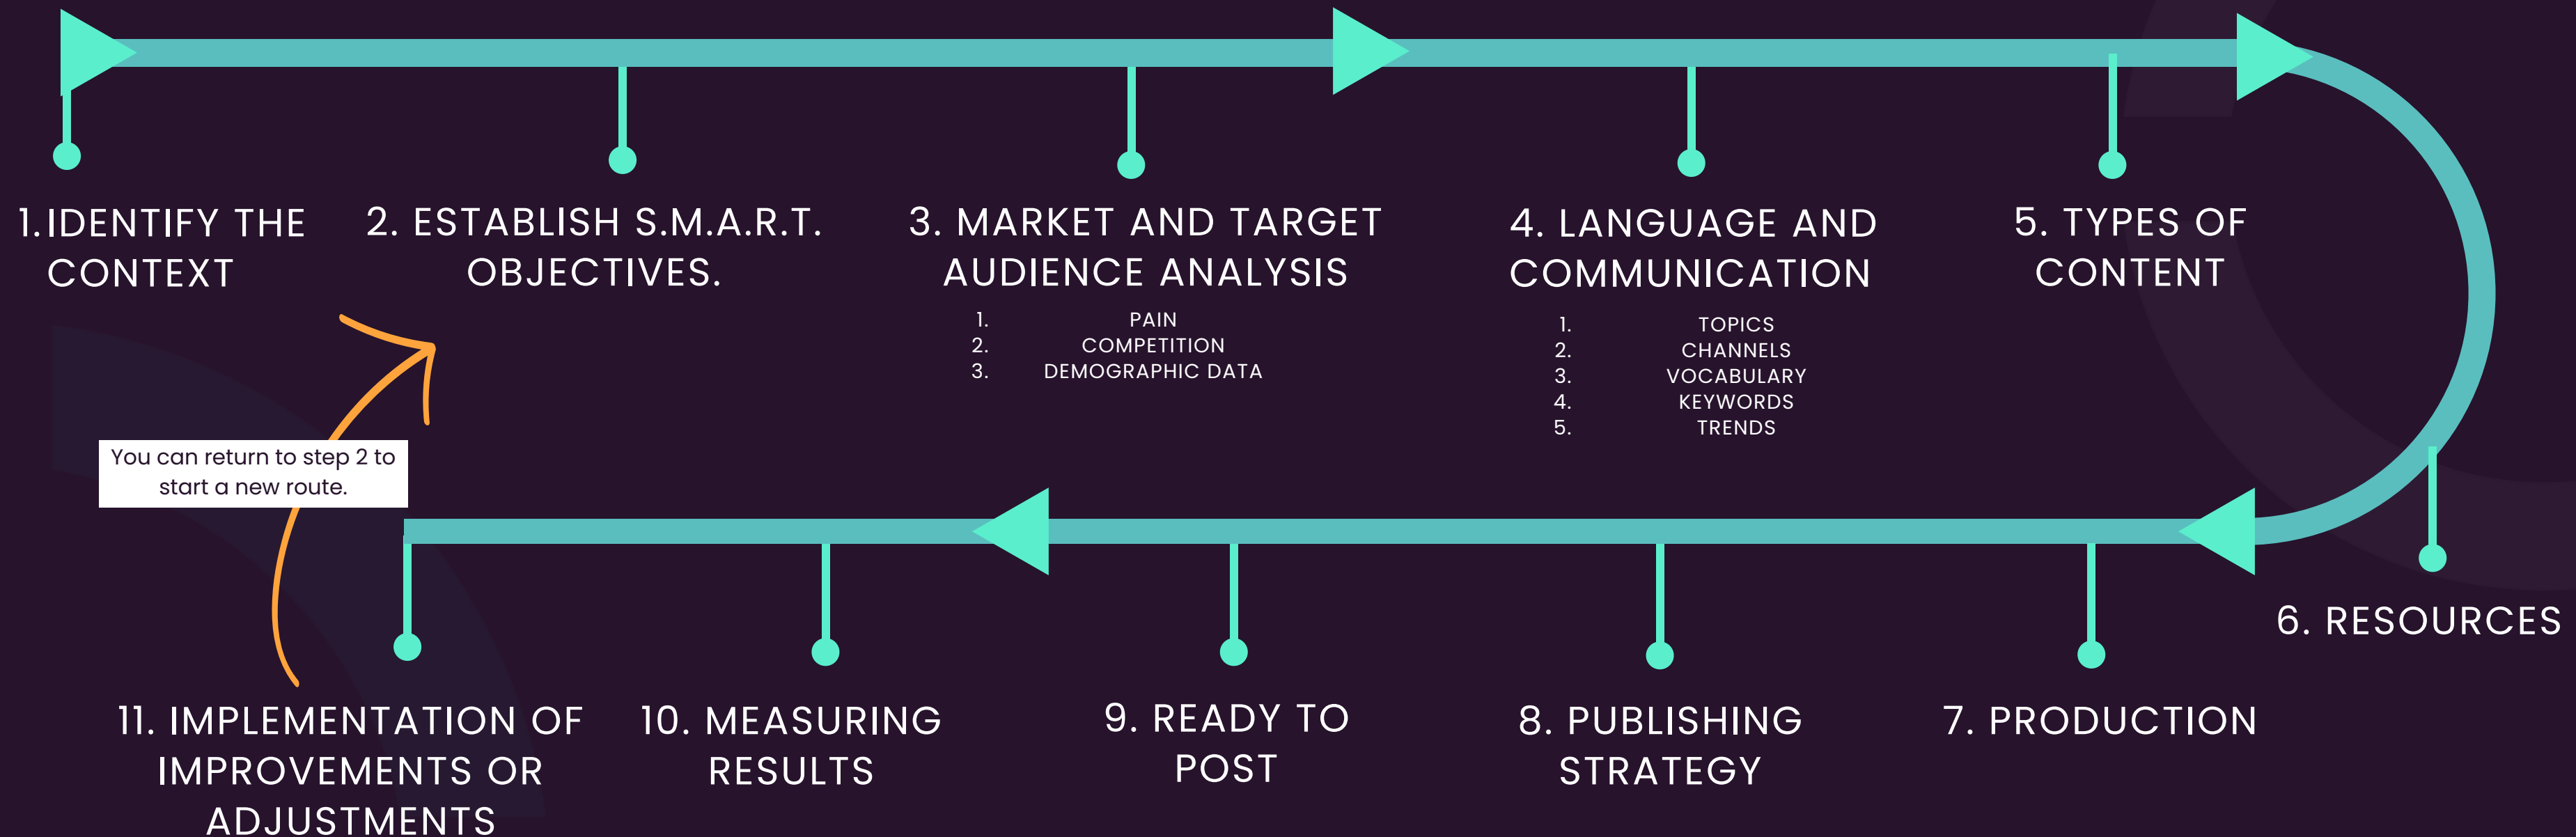 1. IDENTIFY THE
CONTEXT
2. ESTABLISH S.M.A.R.T.
OBJECTIVES.
3. MARKET AND TARGET
AUDIENCE ANALYSIS
1. PAIN
2. COMPETITION
3. DEMOGRAPHIC DATA
4. LANGUAGE AND
COMMUNICATION
1. TOPICS
2. CHANNELS
3. VOCABULARY
4. KEYWORDS
5. TRENDS
5. TYPES OF
CONTENT
6. RESOURCES
7. PRODUCTION
8. PUBLISHING
STRATEGY
9. READY TO
POST
10. MEASURING
RESULTS
11. IMPLEMENTATION OF
IMPROVEMENTS OR
ADJUSTMENTS
You can return to step 2 to
start a new route.